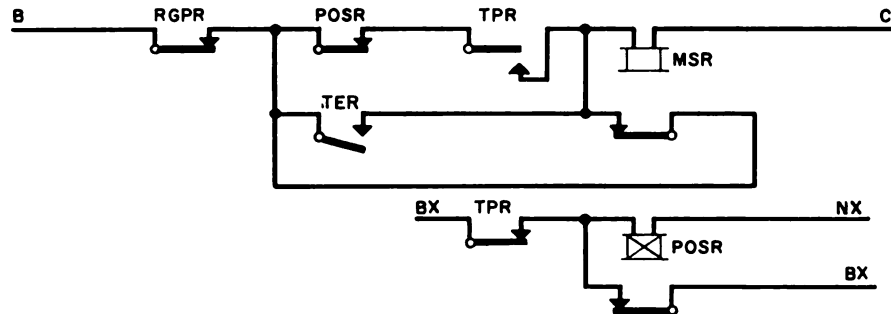 B RGPR POSR TPR C
MSR
TER
BX TPR NX
POSR
BX